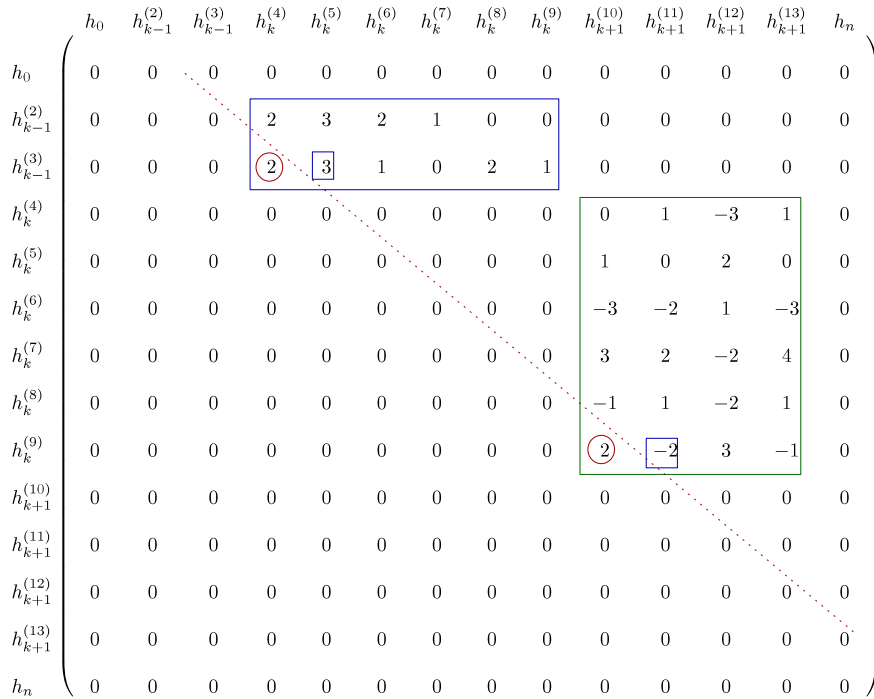 h_0 h_{k-1}^{(2)} h_{k-1}^{(3)} h_k^{(4)} h_k^{(5)} h_k^{(6)} h_k^{(7)} h_k^{(8)} h_k^{(9)} h_{k+1}^{(10)} h_{k+1}^{(11)} h_{k+1}^{(12)} h_{k+1}^{(13)} h_n
h_0 0 0 0 0 0 0 0 0 0 0 0 0 0 0
h_{k-1}^{(2)} 0 0 0 2 3 2 1 0 0 0 0 0 0 0
h_{k-1}^{(3)} 0 0 0 2 3 1 0 2 1 0 0 0 0 0
h_k^{(4)} 0 0 0 0 0 0 0 0 0 0 1 −3 1 0
h_k^{(5)} 0 0 0 0 0 0 0 0 0 1 0 2 0 0
h_k^{(6)} 0 0 0 0 0 0 0 0 0 −3 −2 1 −3 0
h_k^{(7)} 0 0 0 0 0 0 0 0 0 3 2 −2 4 0
h_k^{(8)} 0 0 0 0 0 0 0 0 0 −1 1 −2 1 0
h_k^{(9)} 0 0 0 0 0 0 0 0 0 2 −2 3 −1 0
h_{k+1}^{(10)} 0 0 0 0 0 0 0 0 0 0 0 0 0 0
h_{k+1}^{(11)} 0 0 0 0 0 0 0 0 0 0 0 0 0 0
h_{k+1}^{(12)} 0 0 0 0 0 0 0 0 0 0 0 0 0 0
h_{k+1}^{(13)} 0 0 0 0 0 0 0 0 0 0 0 0 0 0
h_n 0 0 0 0 0 0 0 0 0 0 0 0 0 0